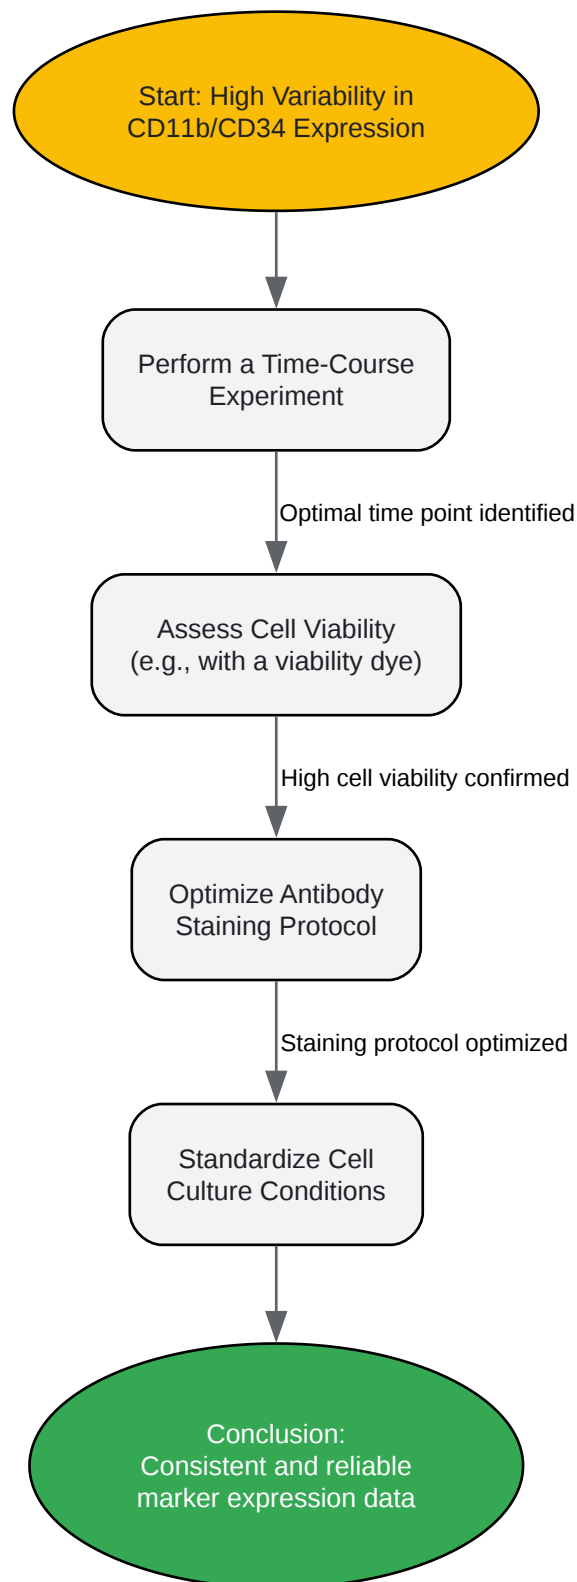 Start: High Variability in
CD11b/CD34 Expression
Perform a Time-Course
Experiment
Optimal time point identified
Assess Cell Viability
(e.g., with a viability dye)
High cell viability confirmed
Optimize Antibody
Staining Protocol
Staining protocol optimized
Standardize Cell
Culture Conditions
Conclusion:
Consistent and reliable
marker expression data